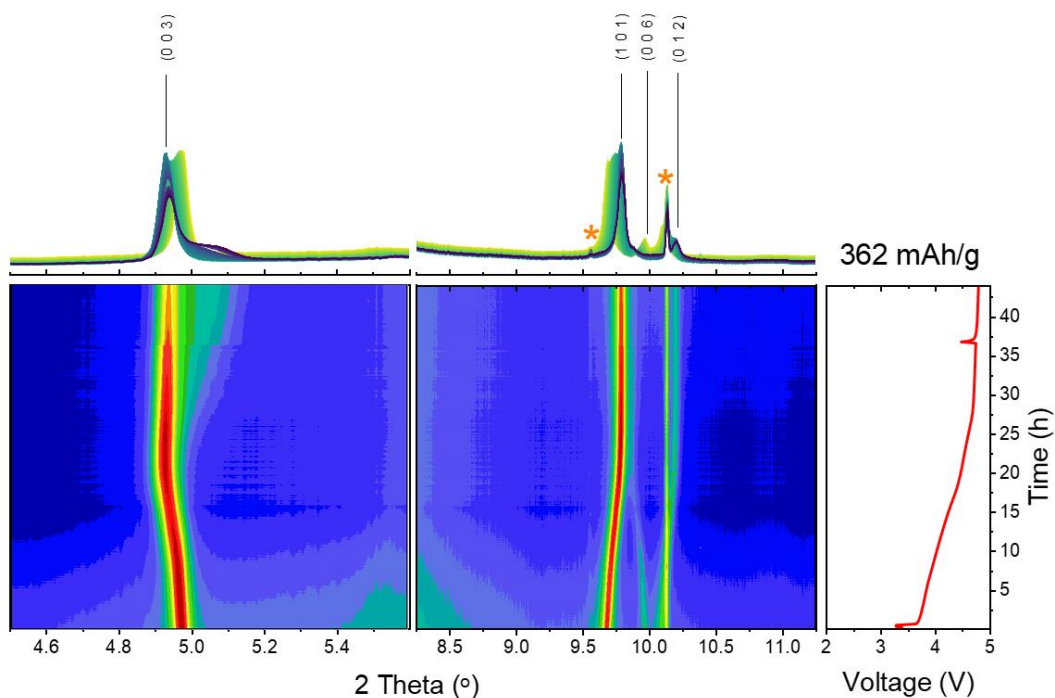 (0 0 3)
(1 0 1)
(0 0 6)
(0 1 2)
*
*
362 mAh/g
40
35
30
25
20
15
10
5
Time (h)
4.6 4.8 5.0 5.2 5.4
8.5 9.0 9.5 10.0 10.5 11.0
2 3 4 5
2 Theta (º)
Voltage (V)